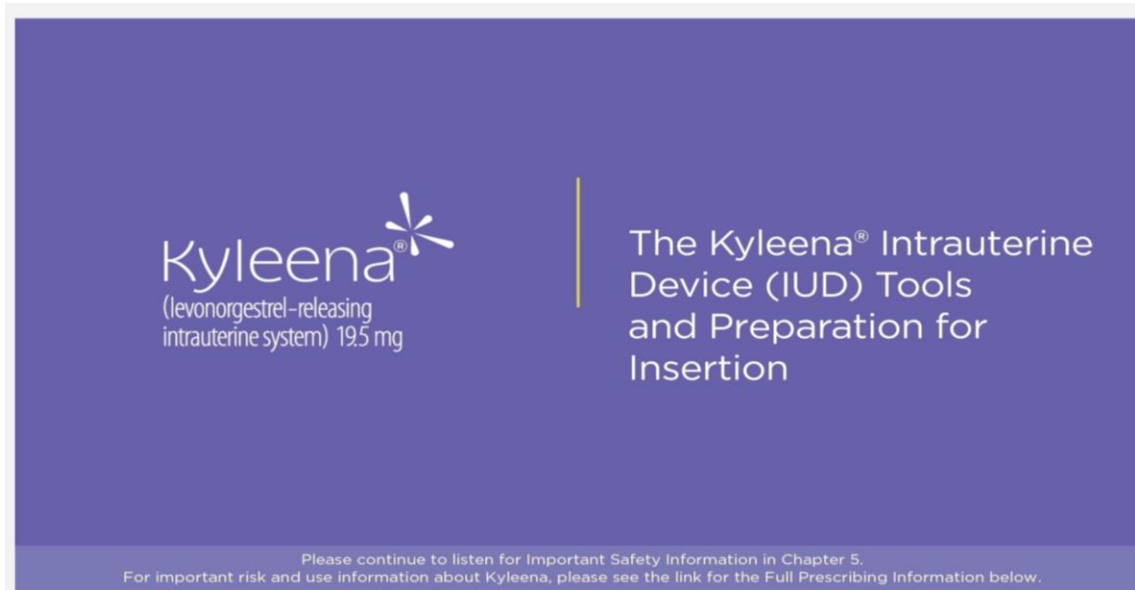 Kyleena®
(levonorgestrel-releasing
intrauterine system) 19.5 mg
The Kyleena® Intrauterine
Device (IUD) Tools
and Preparation for
Insertion
Please continue to listen for Important Safety Information in Chapter 5.
For important risk and use information about Kyleena, please see the link for the Full Prescribing Information below.